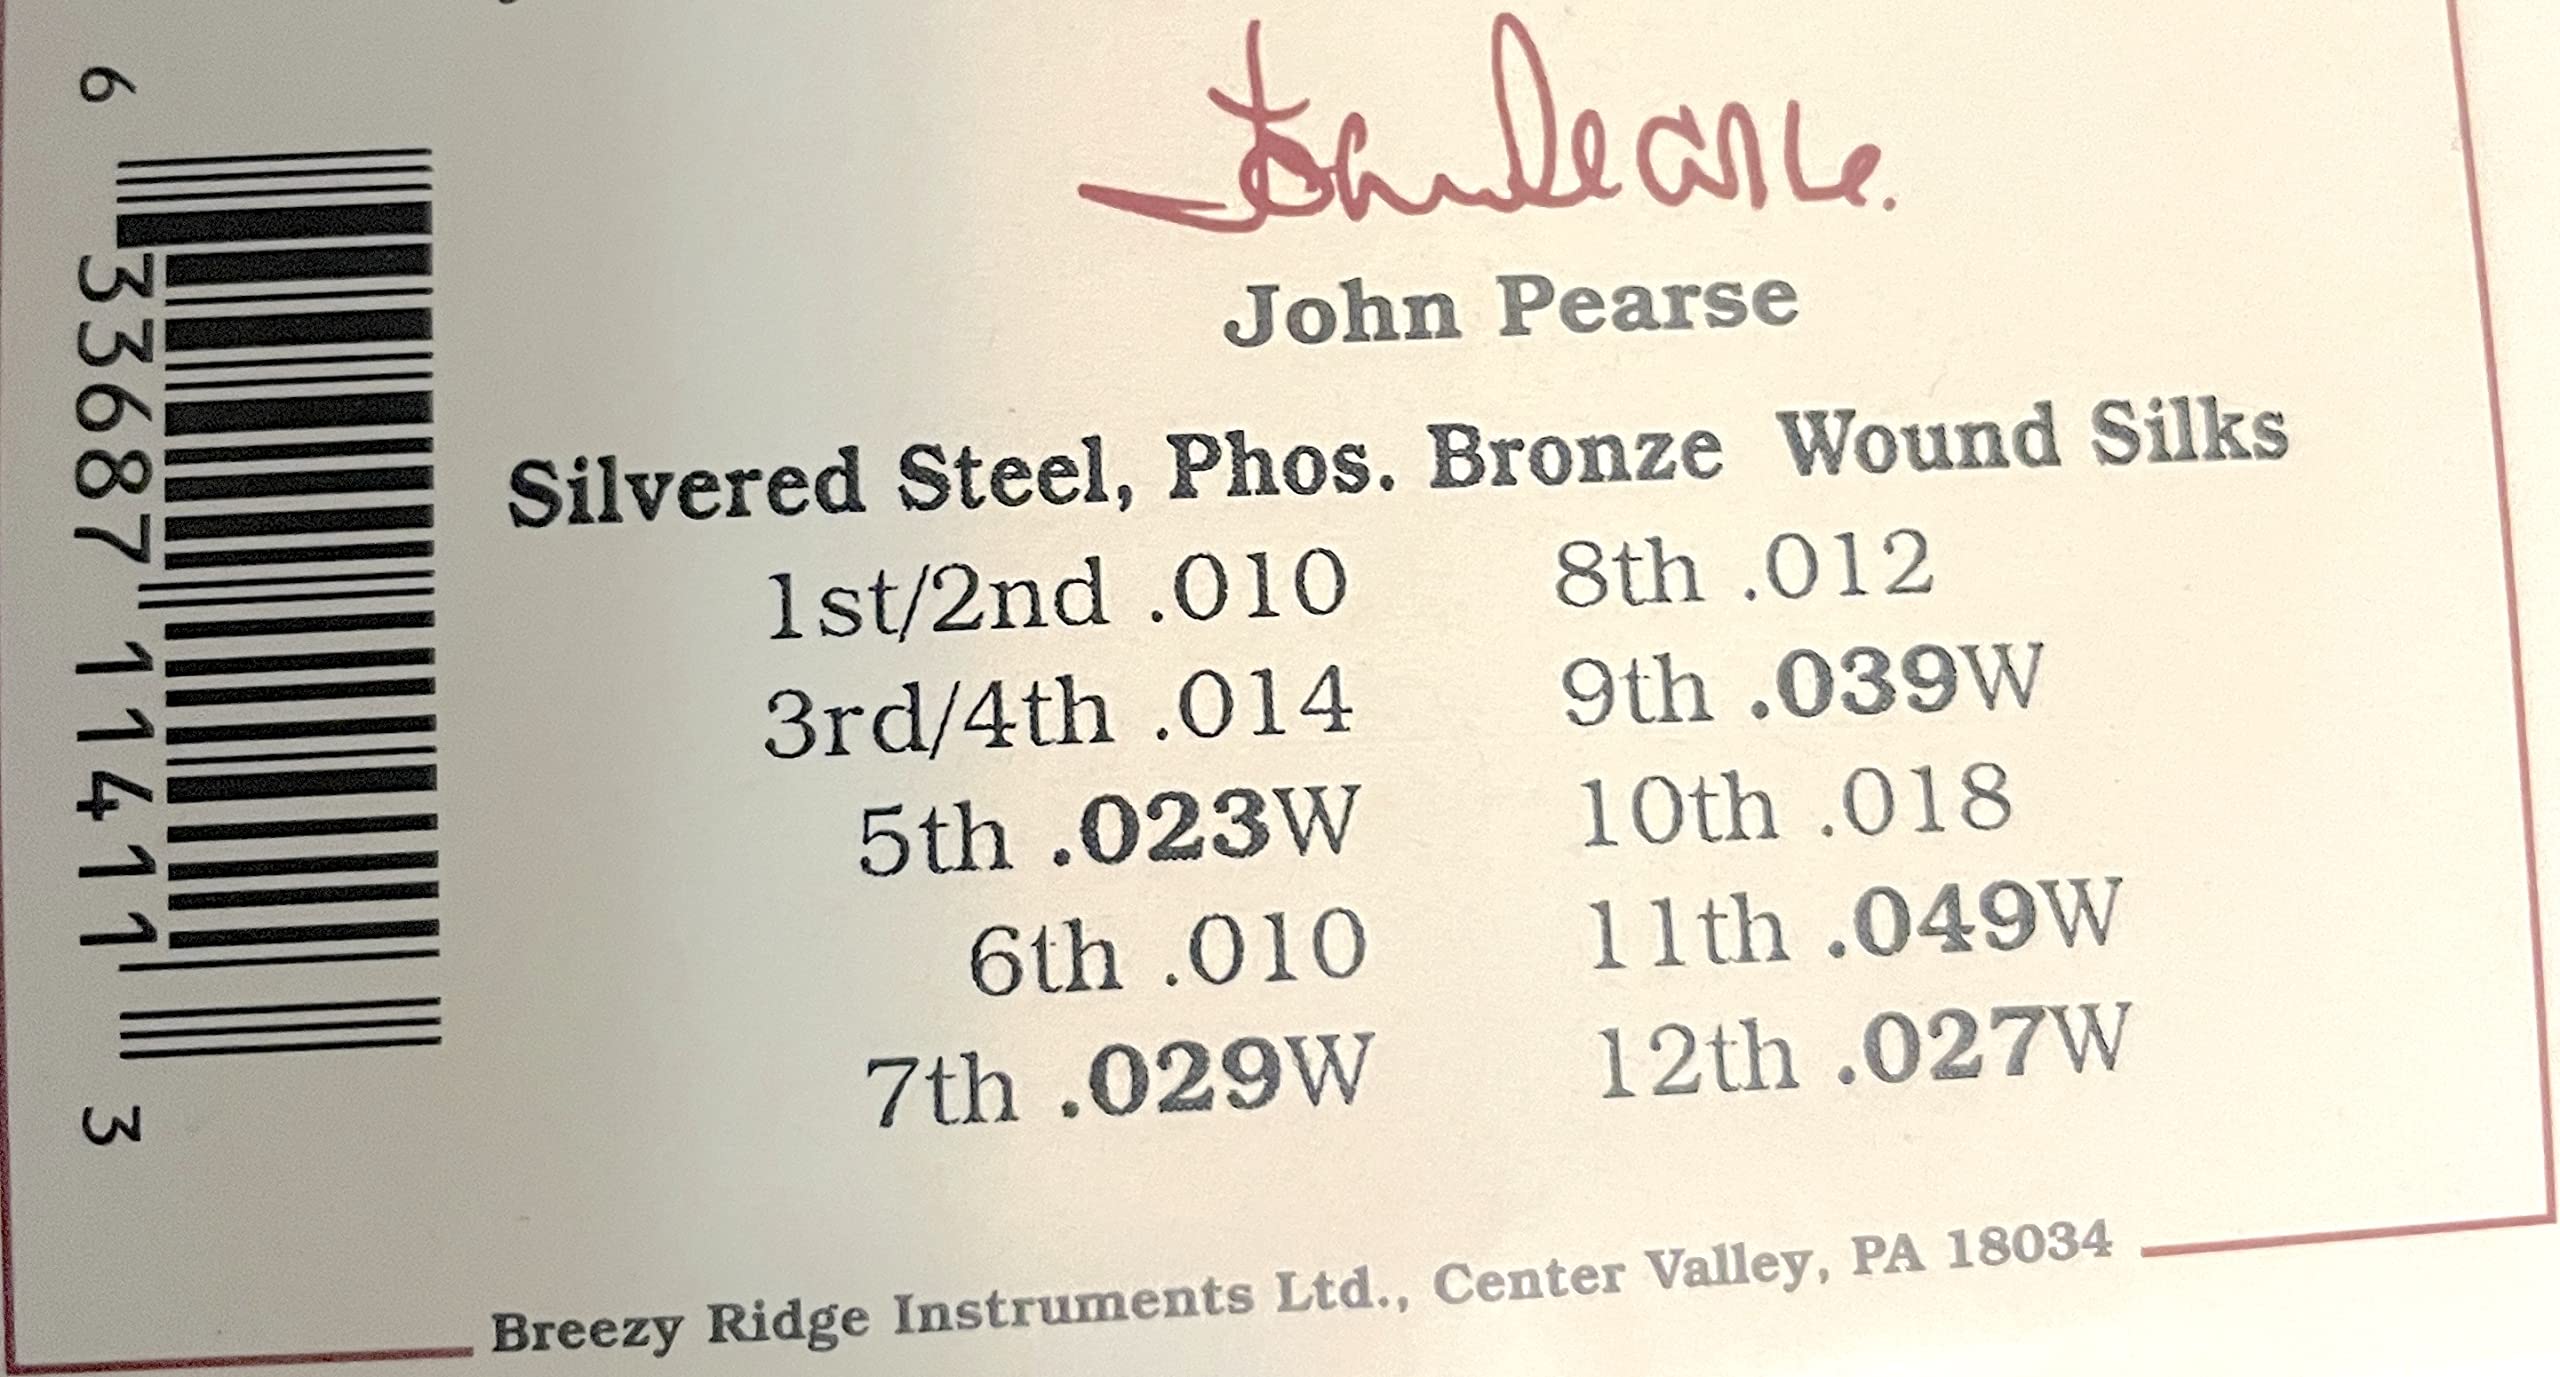 John Pearse.
John Pearse
Silvered Steel, Phos. Bronze Wound Silks
1st/2nd .010
3rd/4th .014
5th .023W
6th .010
7th .029W
8th .012
9th .039W
10th .018
11th .049W
12th .027W
Breezy Ridge Instruments Ltd., Center Valley, PA 18034
6 33687 11411 3